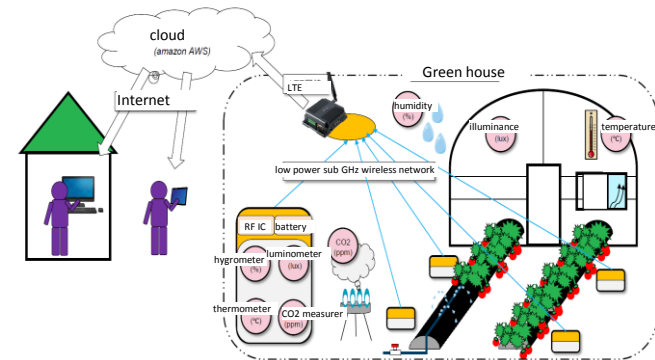 cloud
(amazon AWS)
Internet
LTE
Green house
humidity
(%)
illuminance
(lux)
temperature
(℃)
low power sub GHz wireless network
RF IC
battery
hygrometer
(%)
luminometer
(lux)
CO2
(ppm)
thermometer
(℃)
CO2 measurer
(ppm)